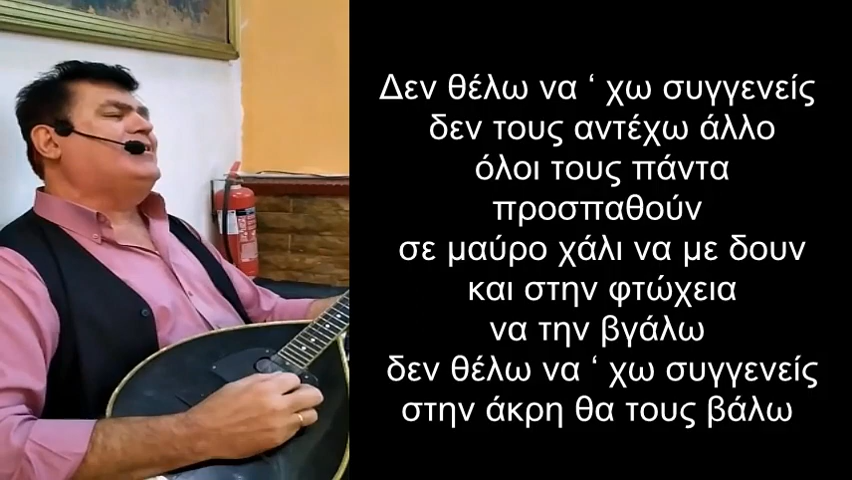 Δεν θέλω να ‘ χω συγγενείς
δεν τους αντέχω άλλο
όλοι τους πάντα
προσπαθούν
σε μαύρο χάλι να με δουν
και στην φτώχεια
να την βγάλω
δεν θέλω να ‘ χω συγγενείς
στην άκρη θα τους βάλω